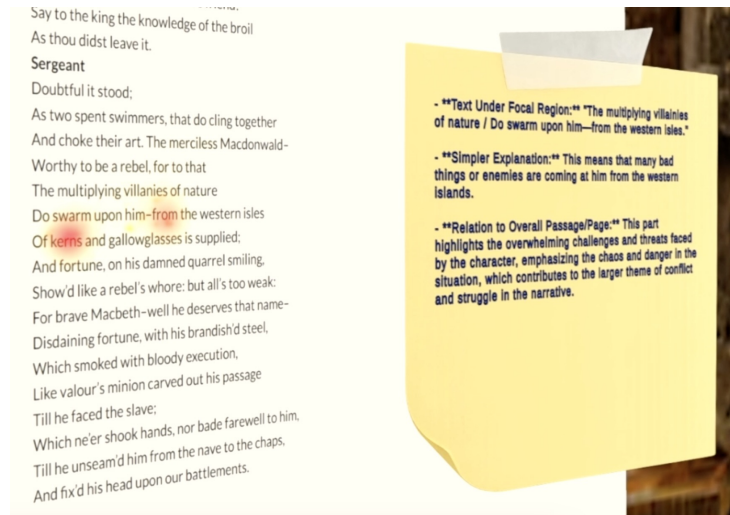 Say to the king the knowledge of the broil
As thou didst leave it.
Sergeant
Doubtful it stood;
As two spent swimmers, that do cling together
And choke their art. The merciless Macdonwald–
Worthy to be a rebel, for to that
The multiplying villanies of nature
Do swarm upon him–from the western isles
Of kerns and gallowglasses is supplied;
And fortune, on his damned quarrel smiling,
Show'd like a rebel's whore: but all's too weak:
For brave Macbeth–well he deserves that name–
Disdaining fortune, with his brandish'd steel,
Which smoked with bloody execution,
Like valour's minion carved out his passage
Till he faced the slave;
Which ne'er shook hands, nor bade farewell to him,
Till he unseam'd him from the nave to the chaps,
And fix'd his head upon our battlements.
- **Text Under Focal Region:** "The multiplying villainies
of nature / Do swarm upon him—from the western isles."
- **Simpler Explanation:** This means that many bad
things or enemies are coming at him from the western
islands.
- **Relation to Overall Passage/Page:** This part
highlights the overwhelming challenges and threats faced
by the character, emphasizing the chaos and danger in the
situation, which contributes to the larger theme of conflict
and struggle in the narrative.